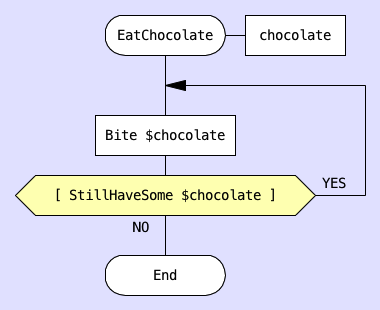 EatChocolate
chocolate
Bite $chocolate
[ StillHaveSome $chocolate ]
YES
NO
End